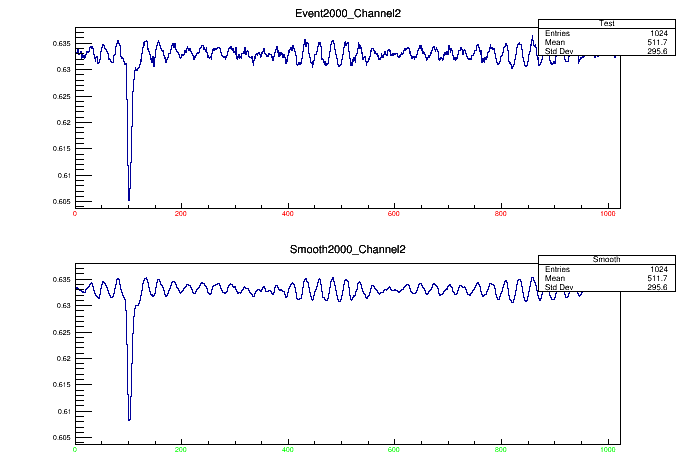 Event2000_Channel2
Test
Entries 1024
Mean 511.7
Std Dev 295.6
0.635
0.63
0.625
0.62
0.615
0.61
0.605
0 200 400 600 800 1000
Smooth2000_Channel2
Smooth
Entries 1024
Mean 511.7
Std Dev 295.6
0.635
0.63
0.625
0.62
0.615
0.61
0.605
0 200 400 600 800 1000